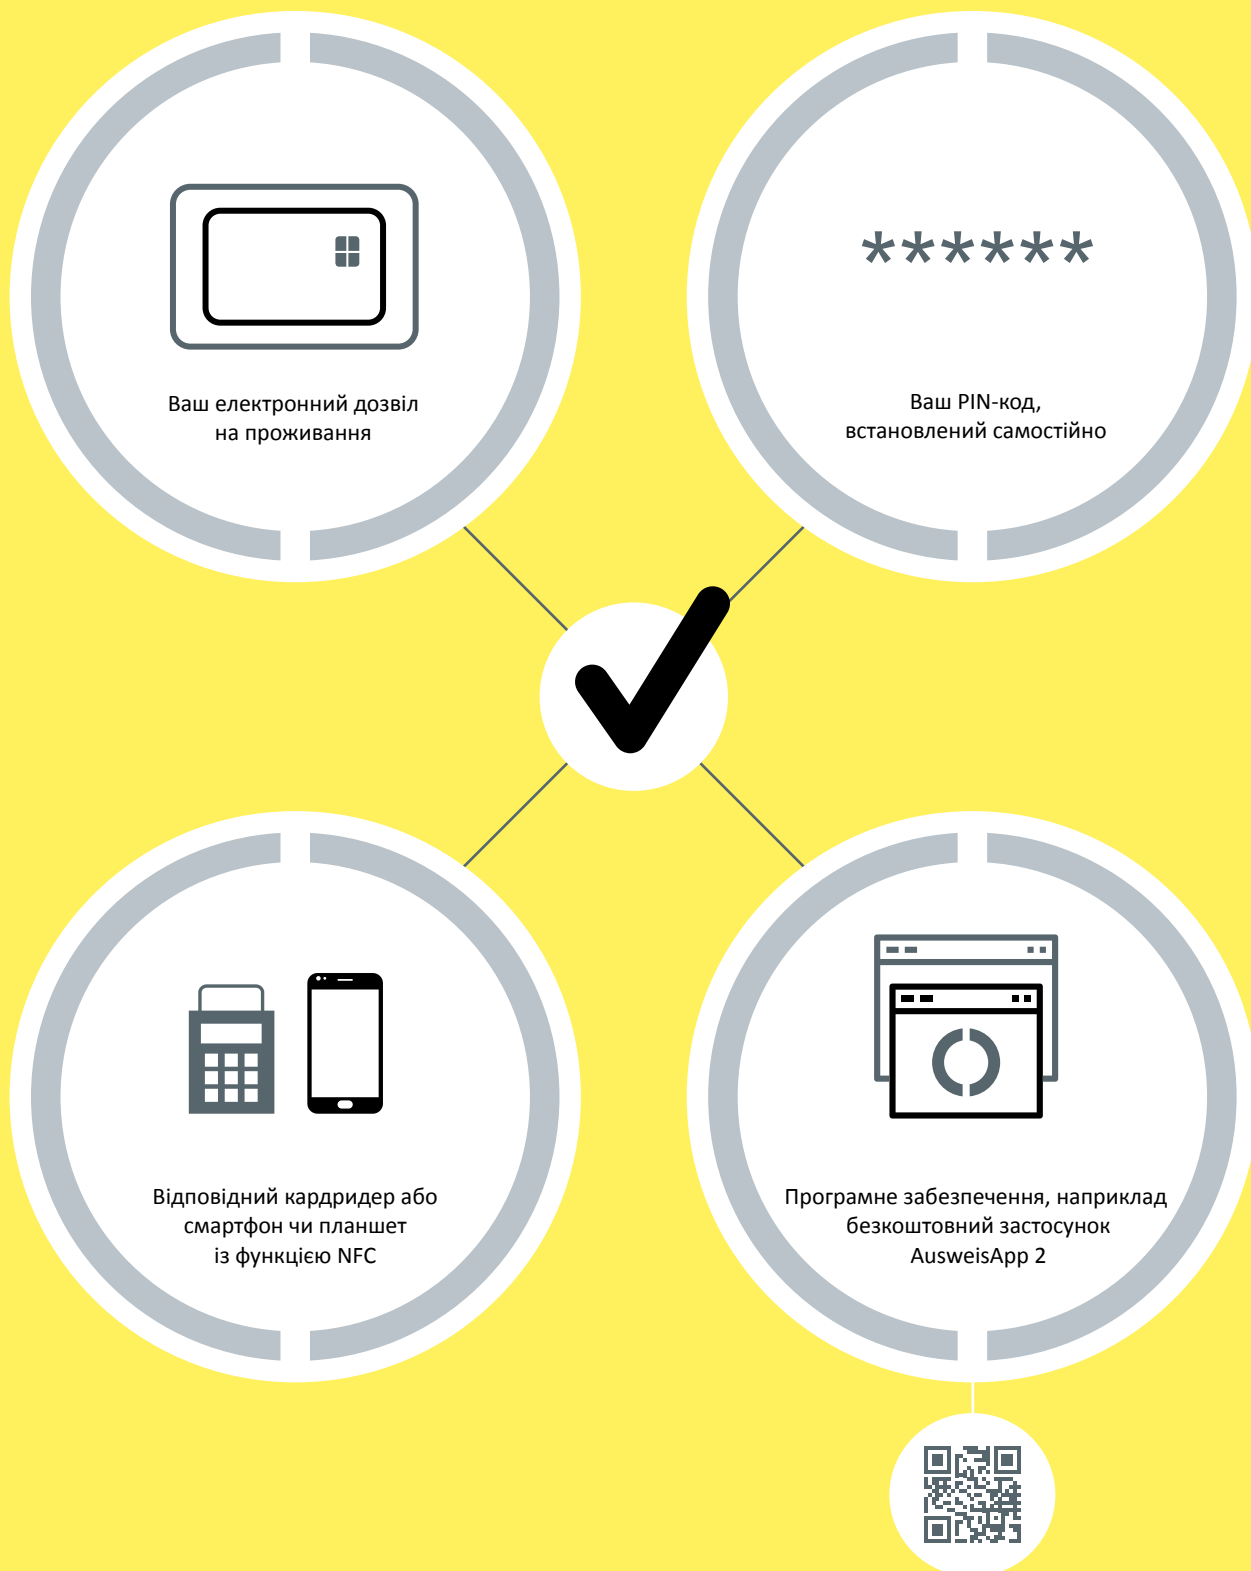 ******
Ваш електронний дозвіл
на проживання
Ваш PIN-код,
встановлений самостійно
Відповідний кардридер або
смартфон чи планшет
із функцією NFC
Програмне забезпечення, наприклад
безкоштовний застосунок
AusweisApp 2